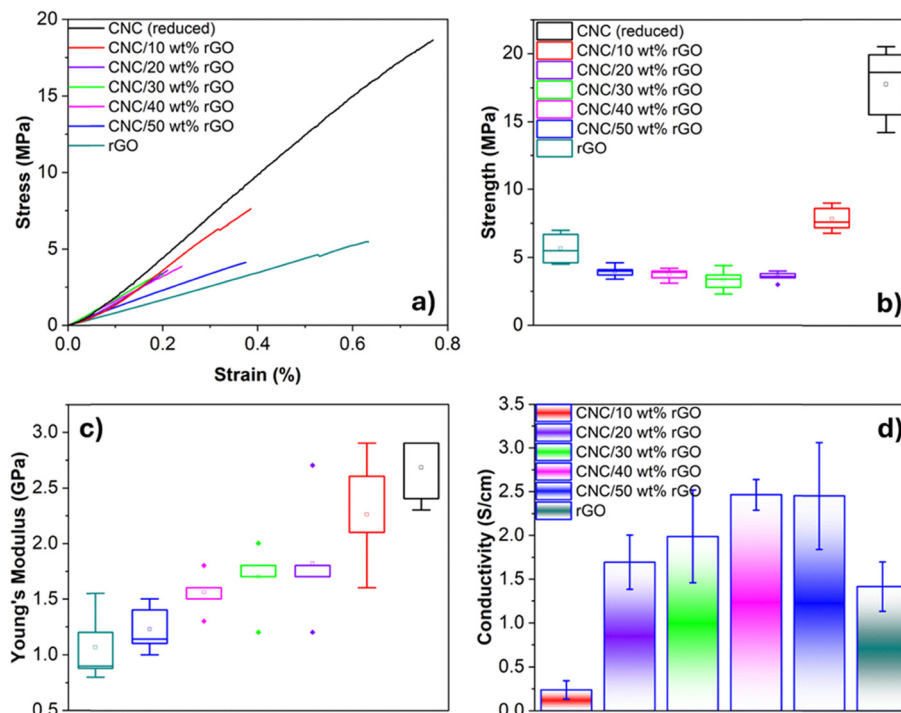 CNC (reduced)
CNC/10 wt% rGO
CNC/20 wt% rGO
CNC/30 wt% rGO
CNC/40 wt% rGO
CNC/50 wt% rGO
rGO
20
15
10
5
0
Stress (MPa)
0.0 0.2 0.4 0.6 0.8
Strain (%)
a)
CNC (reduced)
CNC/10 wt% rGO
CNC/20 wt% rGO
CNC/30 wt% rGO
CNC/40 wt% rGO
CNC/50 wt% rGO
rGO
20
15
10
5
0
Strength (MPa)
b)
c)
3.0
2.5
2.0
1.5
1.0
0.5
Young's Modulus (GPa)
CNC/10 wt% rGO
CNC/20 wt% rGO
CNC/30 wt% rGO
CNC/40 wt% rGO
CNC/50 wt% rGO
rGO
3.5
3.0
2.5
2.0
1.5
1.0
0.5
0.0
Conductivity (S/cm)
d)